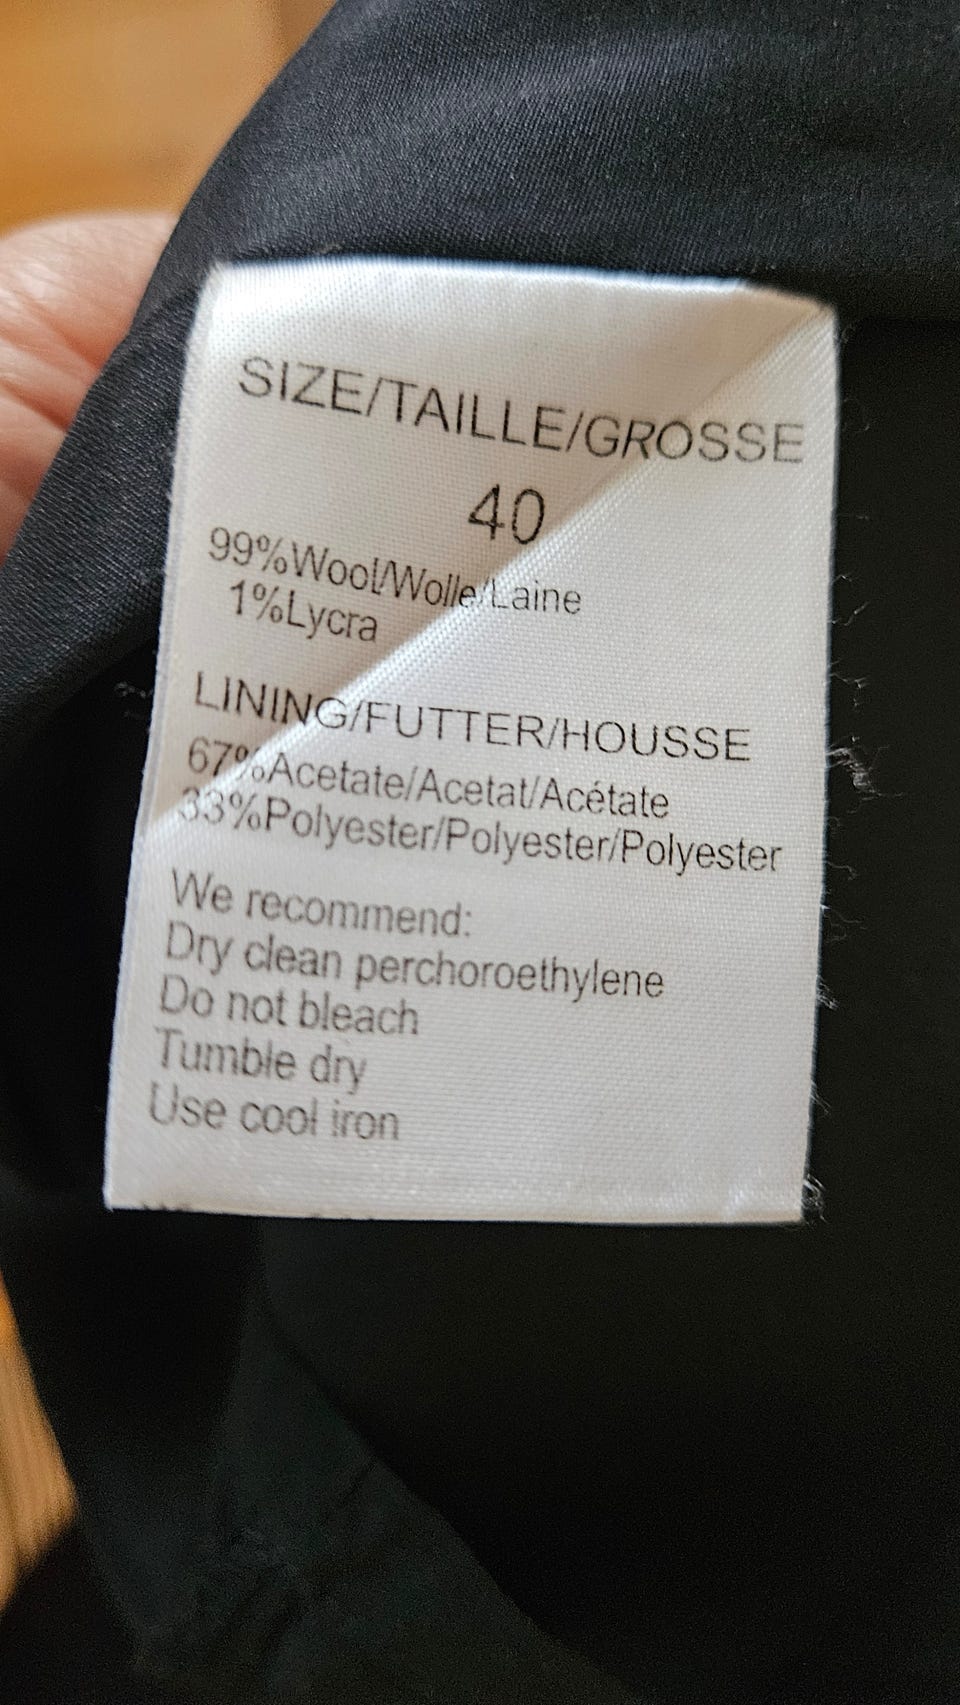 SIZE/TAILLE/GROSSE
40
99%Wool/Wolle/Laine
1%Lycra
LINING/FUTTER/HOUSSE
67%Acetate/Acetat/Acétate
33%Polyester/Polyester/Polyester
We recommend:
Dry clean perchoroethylene
Do not bleach
Tumble dry
Use cool iron